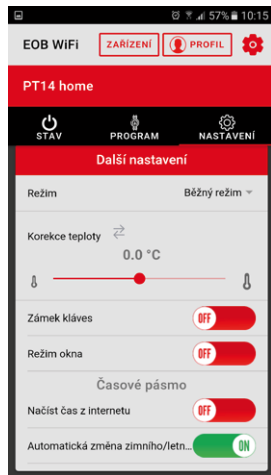 57% 10:15
EOB WiFi
ZAŘÍZENÍ
PROFIL
PT14 home
STAV
PROGRAM
NASTAVENÍ
Další nastavení
Režim
Běžný režim
Korekce teploty
0.0 °C
Zámek kláves
OFF
Režim okna
OFF
Časové pásmo
Načíst čas z internetu
OFF
Automatická změna zimního/letn...
ON